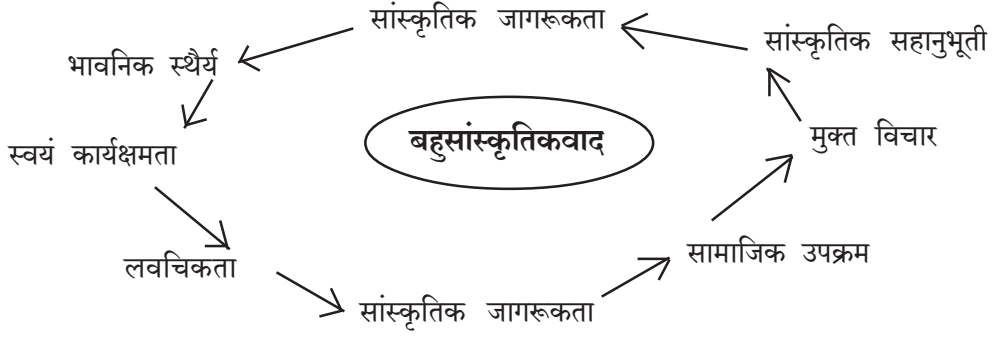 सांस्कृतिक जागरूकता
सांस्कृतिक सहानुभूती
भावनिक स्थैर्य
मुक्त विचार
बहुसांस्कृतिकवाद
स्वयं कार्यक्षमता
सामाजिक उपक्रम
लवचिकता
सांस्कृतिक जागरूकता